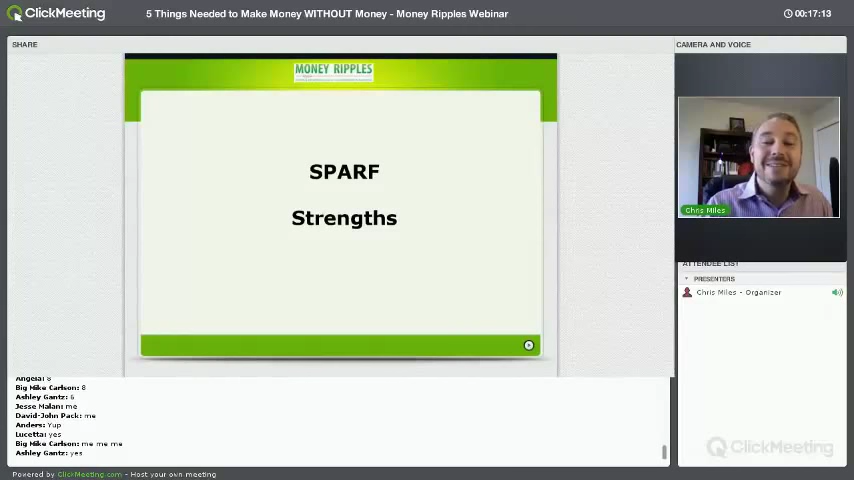 ClickMeeting
5 Things Needed to Make Money WITHOUT Money - Money Ripples Webinar
00:17:13
SHARE
CAMERA AND VOICE
MONEY RIPPLES
SPARF
Strengths
Chris Miles
ATTENDEE LIST
PRESENTERS
Chris Miles - Organizer
Angela: 8
Big Mike Carlson: 8
Ashley Gantz: 6
Jesse Malan: me
David-John Pack: me
Anders: Yup
Lucetta: yes
Big Mike Carlson: me me me
Ashley Gantz: yes
ClickMeeting
Powered by ClickMeeting.com - Host your own meeting